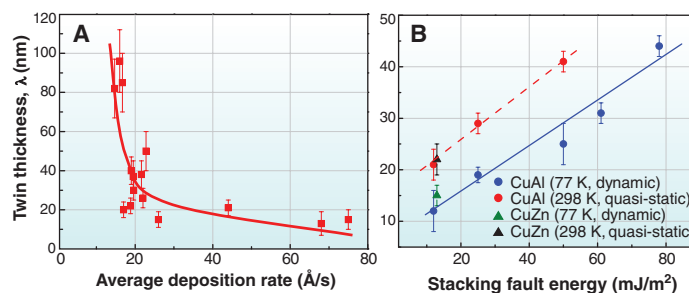 A
Twin thickness, λ (nm)
120
100
80
60
40
20
0
0 20 40 60 80
Average deposition rate (Å/s)
B
50
40
30
20
10
CuAl (77 K, dynamic)
CuAl (298 K, quasi-static)
CuZn (77 K, dynamic)
CuZn (298 K, quasi-static)
0 20 40 60 80
Stacking fault energy (mJ/m²)